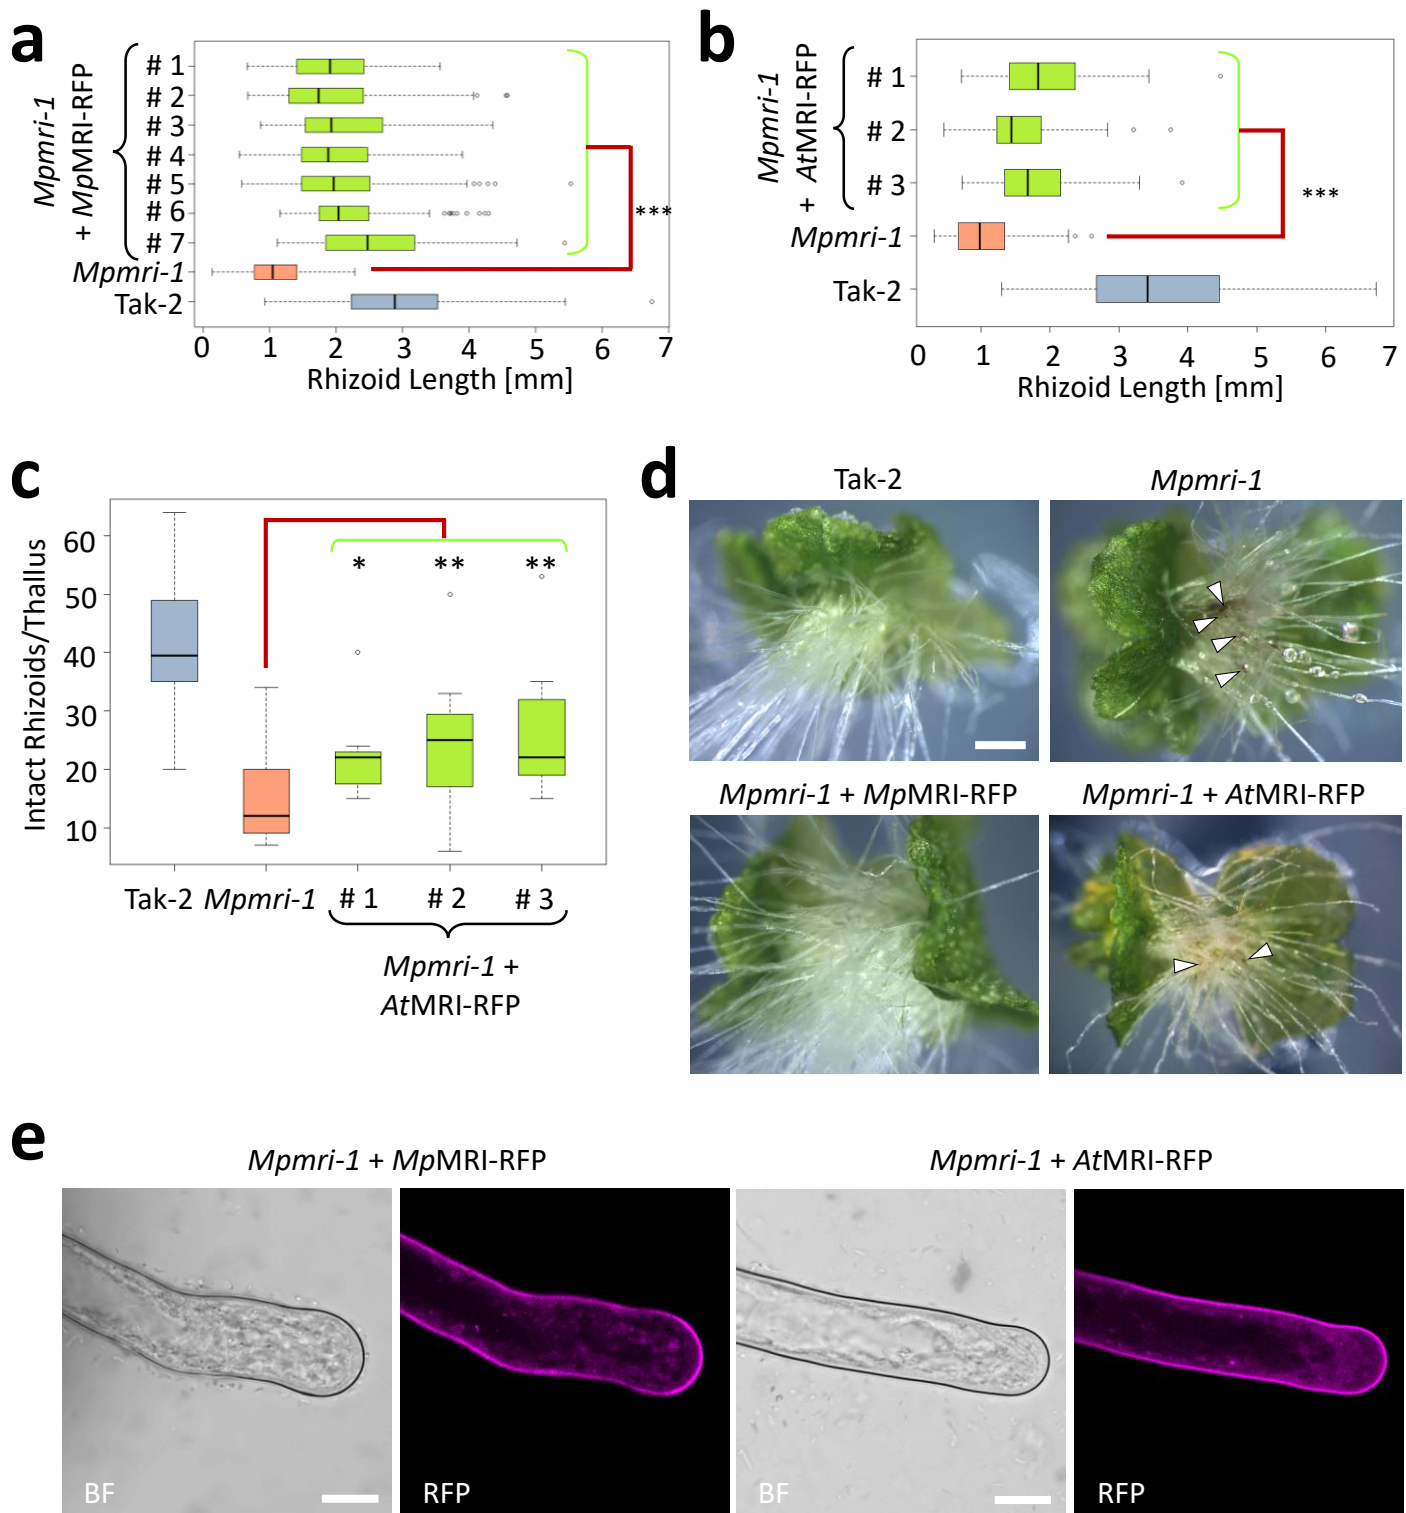 a
Mpmri-1
+ MpMRI-RFP
# 1
# 2
# 3
# 4
# 5
# 6
# 7
Mpmri-1
Tak-2
***
0 1 2 3 4 5 6 7
Rhizoid Length [mm]
b
Mpmri-1
+ AtMRI-RFP
# 1
# 2
# 3
Mpmri-1
Tak-2
***
0 1 2 3 4 5 6 7
Rhizoid Length [mm]
c
Intact Rhizoids/Thallus
60
50
40
30
20
10
* ** **
Tak-2 Mpmri-1 # 1 # 2 # 3
Mpmri-1 +
AtMRI-RFP
d
Tak-2
Mpmri-1
Mpmri-1 + MpMRI-RFP
Mpmri-1 + AtMRI-RFP
e
Mpmri-1 + MpMRI-RFP
Mpmri-1 + AtMRI-RFP
BF
RFP
BF
RFP